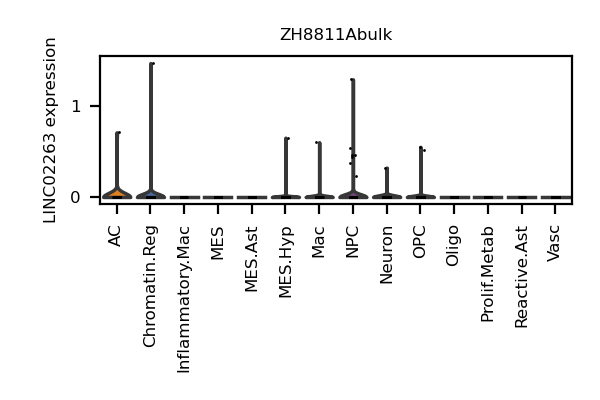 ZH8811Abulk
LINC02263 expression
1
0
AC
Chromatin.Reg
Inflammatory.Mac
MES
MES.Ast
MES.Hyp
Mac
NPC
Neuron
OPC
Oligo
Prolif.Metab
Reactive.Ast
Vasc